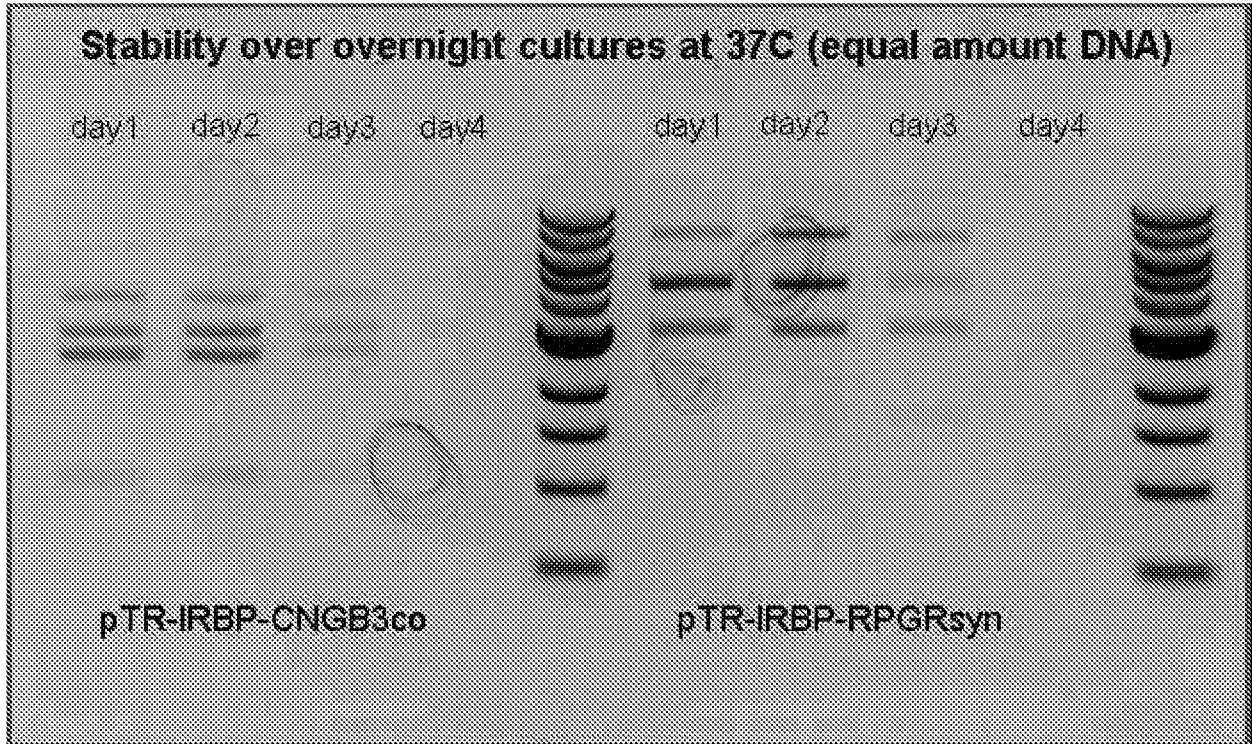 Stability over overnight cultures at 37C (equal amount DNA)
day1 day2 day3 day4 day1 day2 day3 day4
pTR-IRBP-CNGB3co pTR-IRBP-RPGRsyn